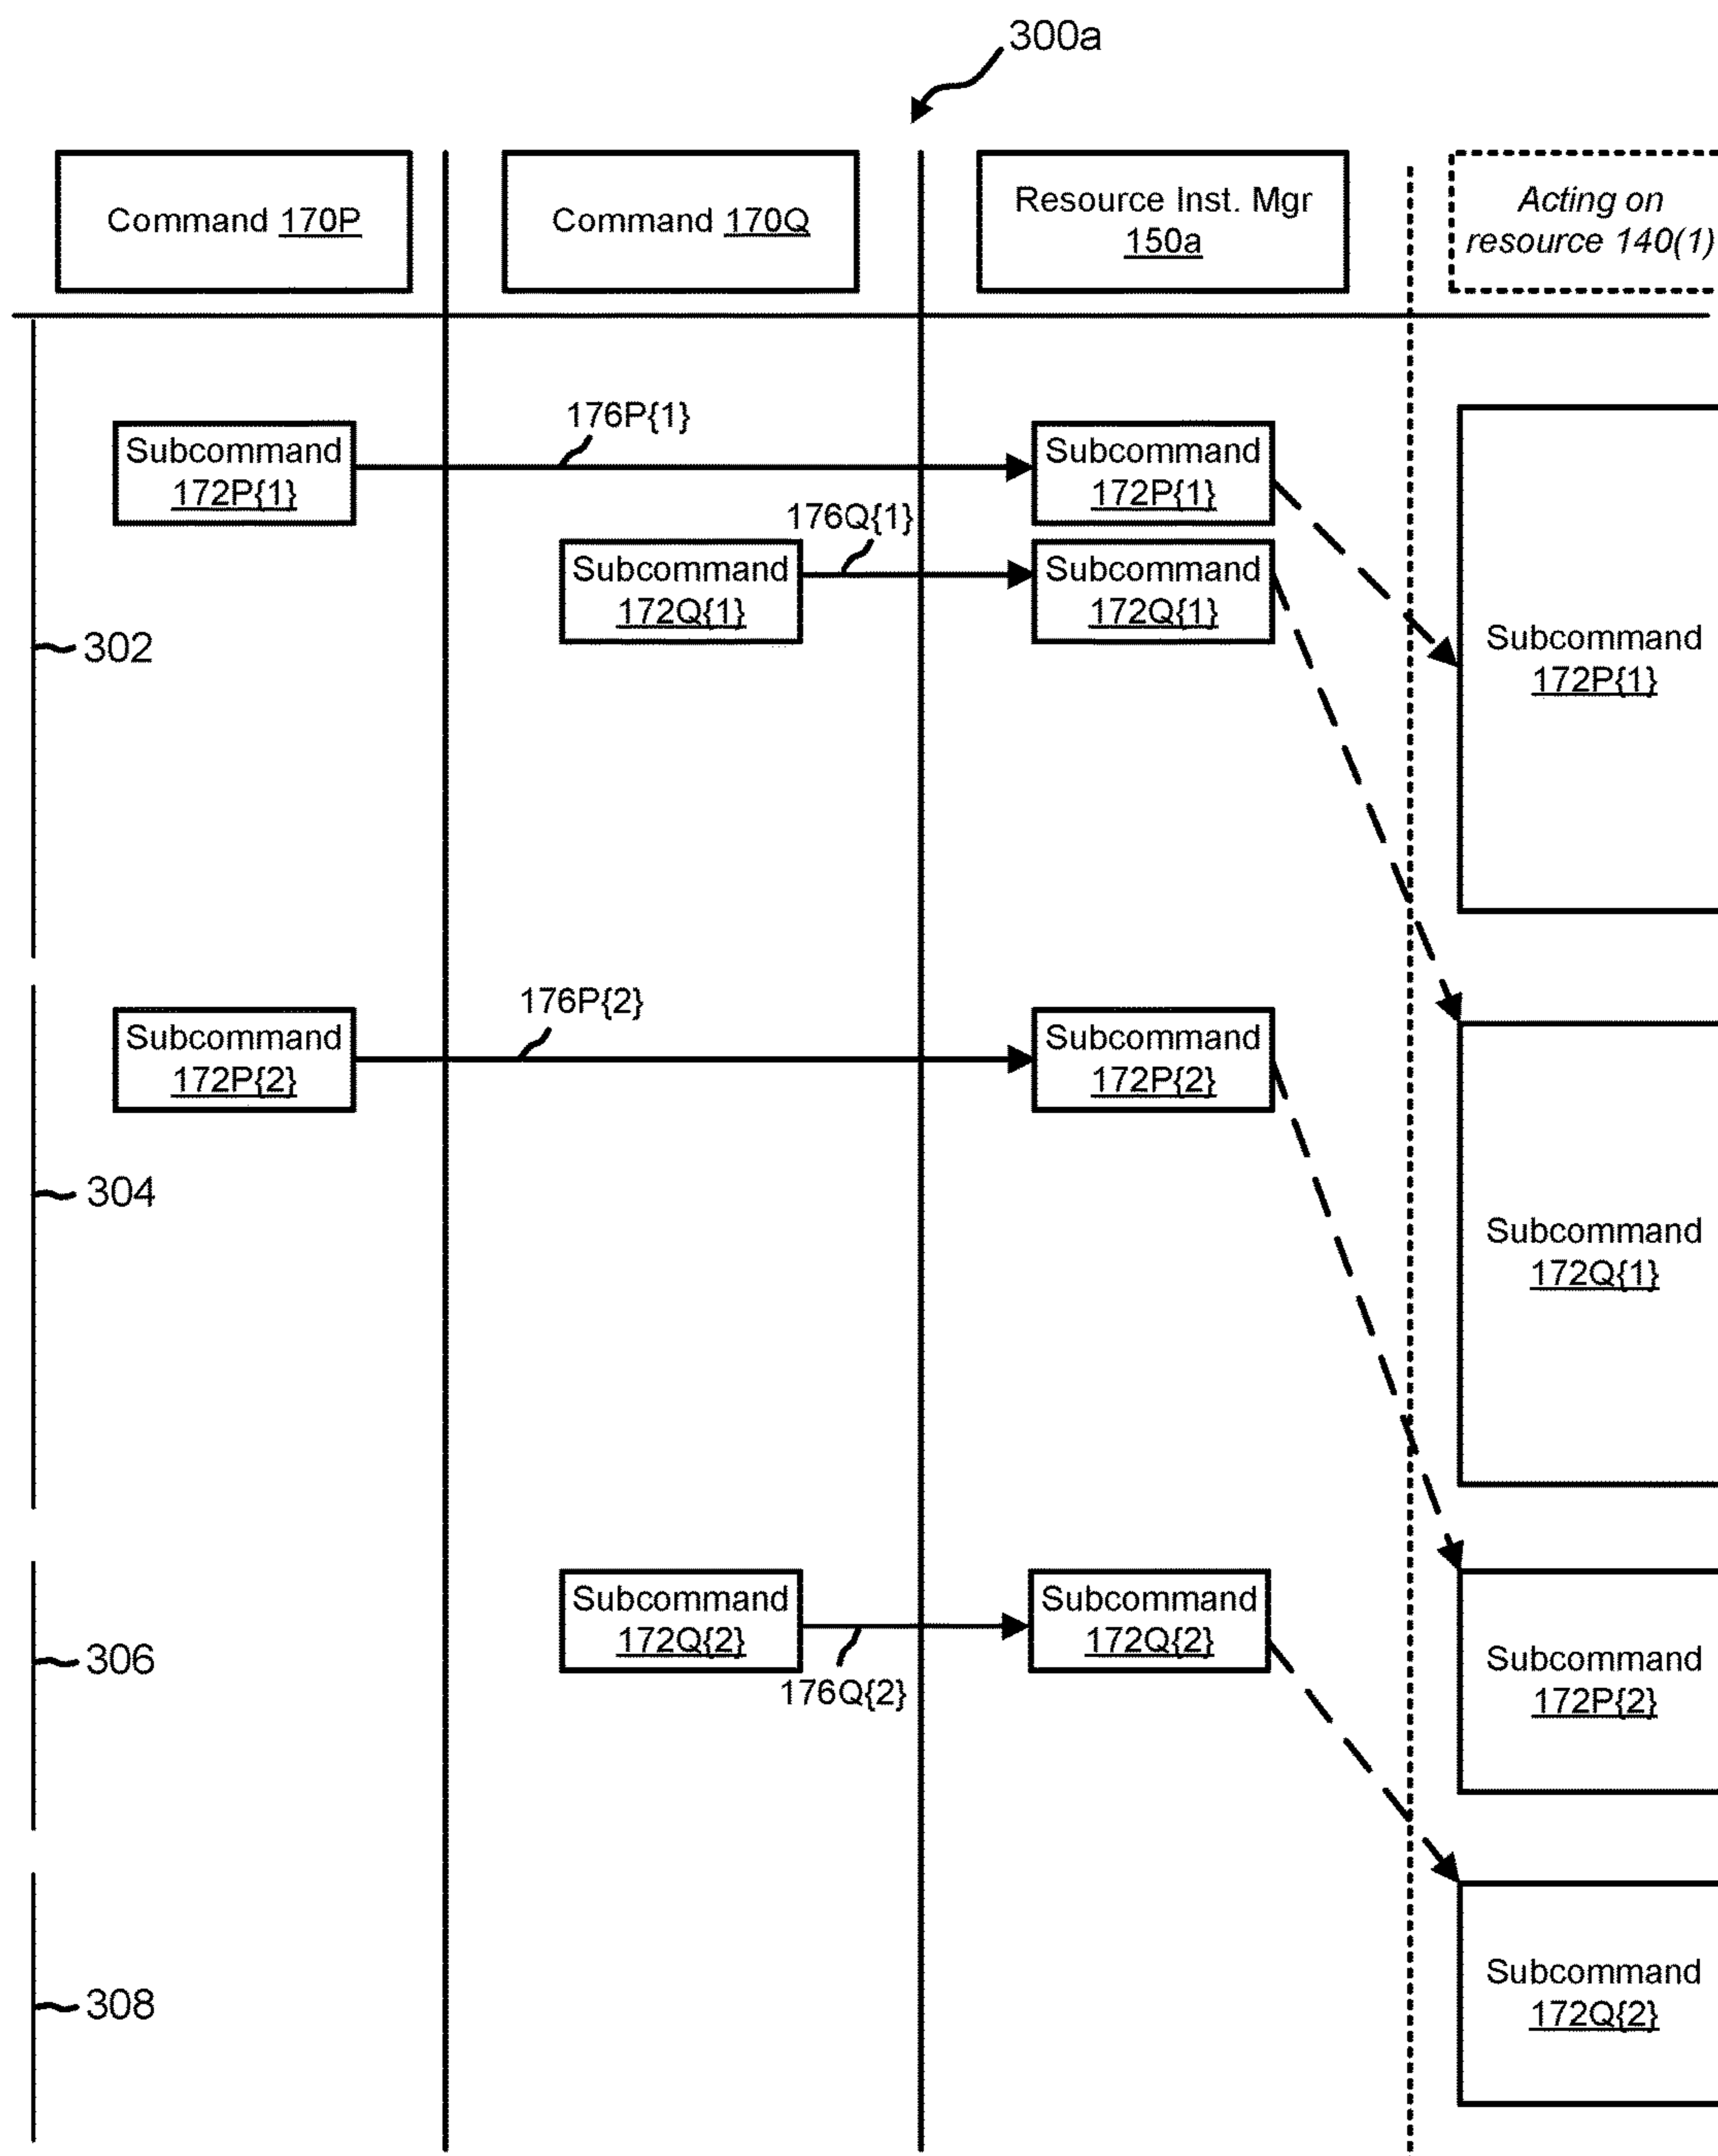 300a
Command 170P
Command 170Q
Resource Inst. Mgr
150a
Acting on
resource 140(1)
176P{1}
Subcommand
172P{1}
Subcommand
172P{1}
176Q{1}
Subcommand
172Q{1}
Subcommand
172Q{1}
302
Subcommand
172P{1}
176P{2}
Subcommand
172P{2}
Subcommand
172P{2}
304
Subcommand
172Q{1}
Subcommand
172Q{2}
Subcommand
172Q{2}
176Q{2}
306
Subcommand
172P{2}
308
Subcommand
172Q{2}